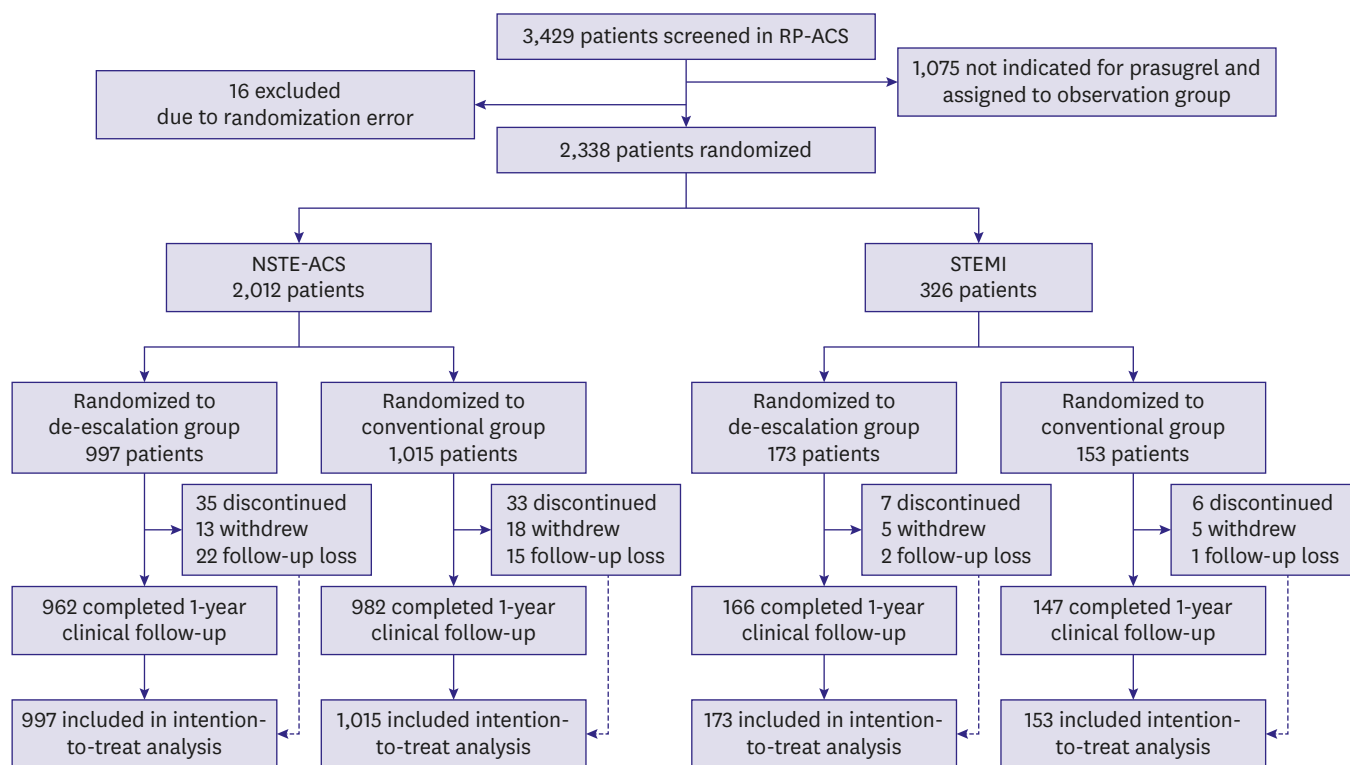 3,429 patients screened in RP-ACS
1,075 not indicated for prasugrel and
assigned to observation group
16 excluded
due to randomization error
2,338 patients randomized
NSTE-ACS
2,012 patients
STEMI
326 patients
Randomized to
de-escalation group
997 patients
Randomized to
conventional group
1,015 patients
Randomized to
de-escalation group
173 patients
Randomized to
conventional group
153 patients
35 discontinued
13 withdrew
22 follow-up loss
33 discontinued
18 withdrew
15 follow-up loss
7 discontinued
5 withdrew
2 follow-up loss
6 discontinued
5 withdrew
1 follow-up loss
962 completed 1-year
clinical follow-up
982 completed 1-year
clinical follow-up
166 completed 1-year
clinical follow-up
147 completed 1-year
clinical follow-up
997 included in intention-
to-treat analysis
1,015 included intention-
to-treat analysis
173 included in intention-
to-treat analysis
153 included intention-
to-treat analysis